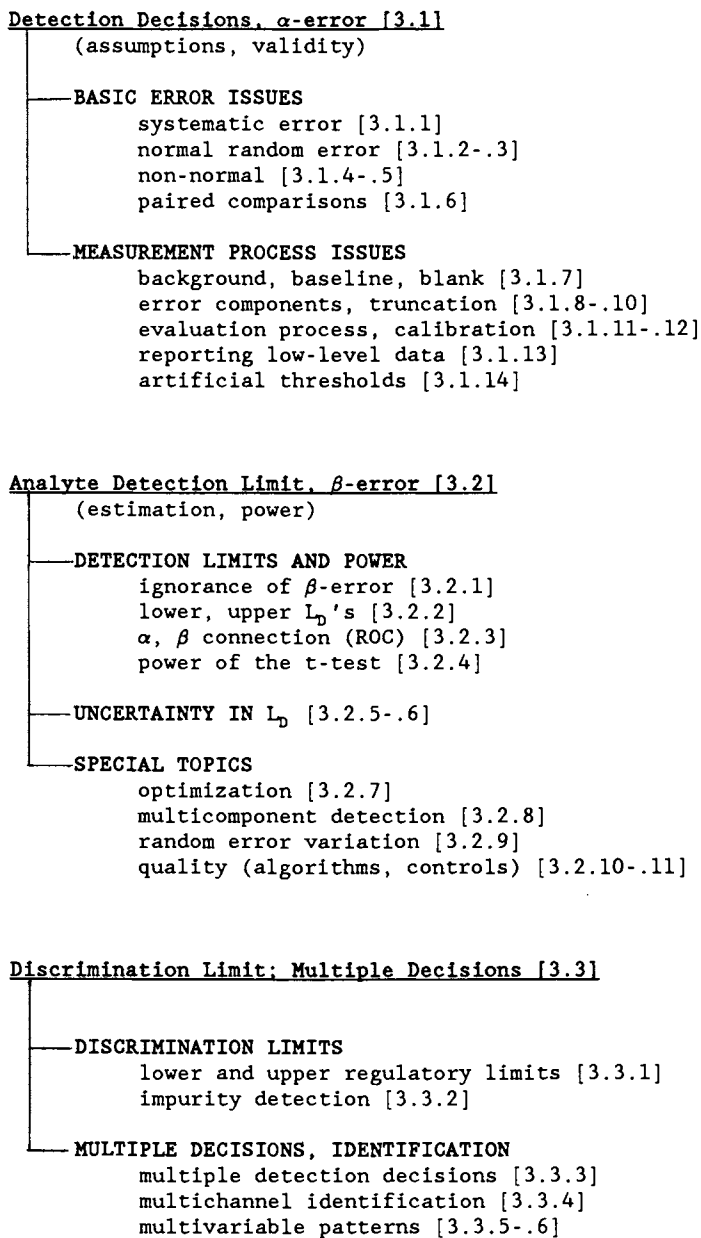 Detection Decisions, α-error [3.1]
(assumptions, validity)
BASIC ERROR ISSUES
systematic error [3.1.1]
normal random error [3.1.2-.3]
non-normal [3.1.4-.5]
paired comparisons [3.1.6]
MEASUREMENT PROCESS ISSUES
background, baseline, blank [3.1.7]
error components, truncation [3.1.8-.10]
evaluation process, calibration [3.1.11-.12]
reporting low-level data [3.1.13]
artificial thresholds [3.1.14]
Analyte Detection Limit, β-error [3.2]
(estimation, power)
DETECTION LIMITS AND POWER
ignorance of β-error [3.2.1]
lower, upper L_D's [3.2.2]
α, β connection (ROC) [3.2.3]
power of the t-test [3.2.4]
UNCERTAINTY IN L_D [3.2.5-.6]
SPECIAL TOPICS
optimization [3.2.7]
multicomponent detection [3.2.8]
random error variation [3.2.9]
quality (algorithms, controls) [3.2.10-.11]
Discrimination Limit; Multiple Decisions [3.3]
DISCRIMINATION LIMITS
lower and upper regulatory limits [3.3.1]
impurity detection [3.3.2]
MULTIPLE DECISIONS, IDENTIFICATION
multiple detection decisions [3.3.3]
multichannel identification [3.3.4]
multivariable patterns [3.3.5-.6]